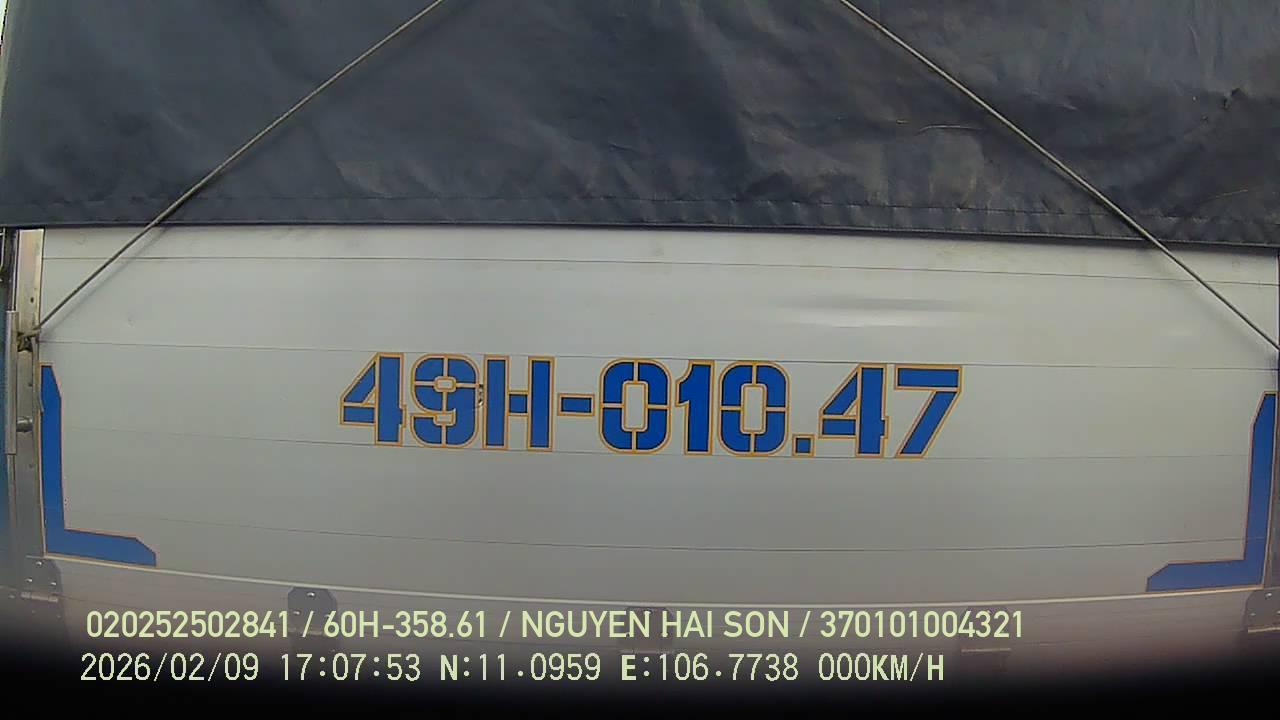 49H-010.47
020252502841 / 60H-358.61 / NGUYEN HAI SON / 370101004321
2026/02/09 17:07:53 N:11.0959 E:106.7738 000KM/H